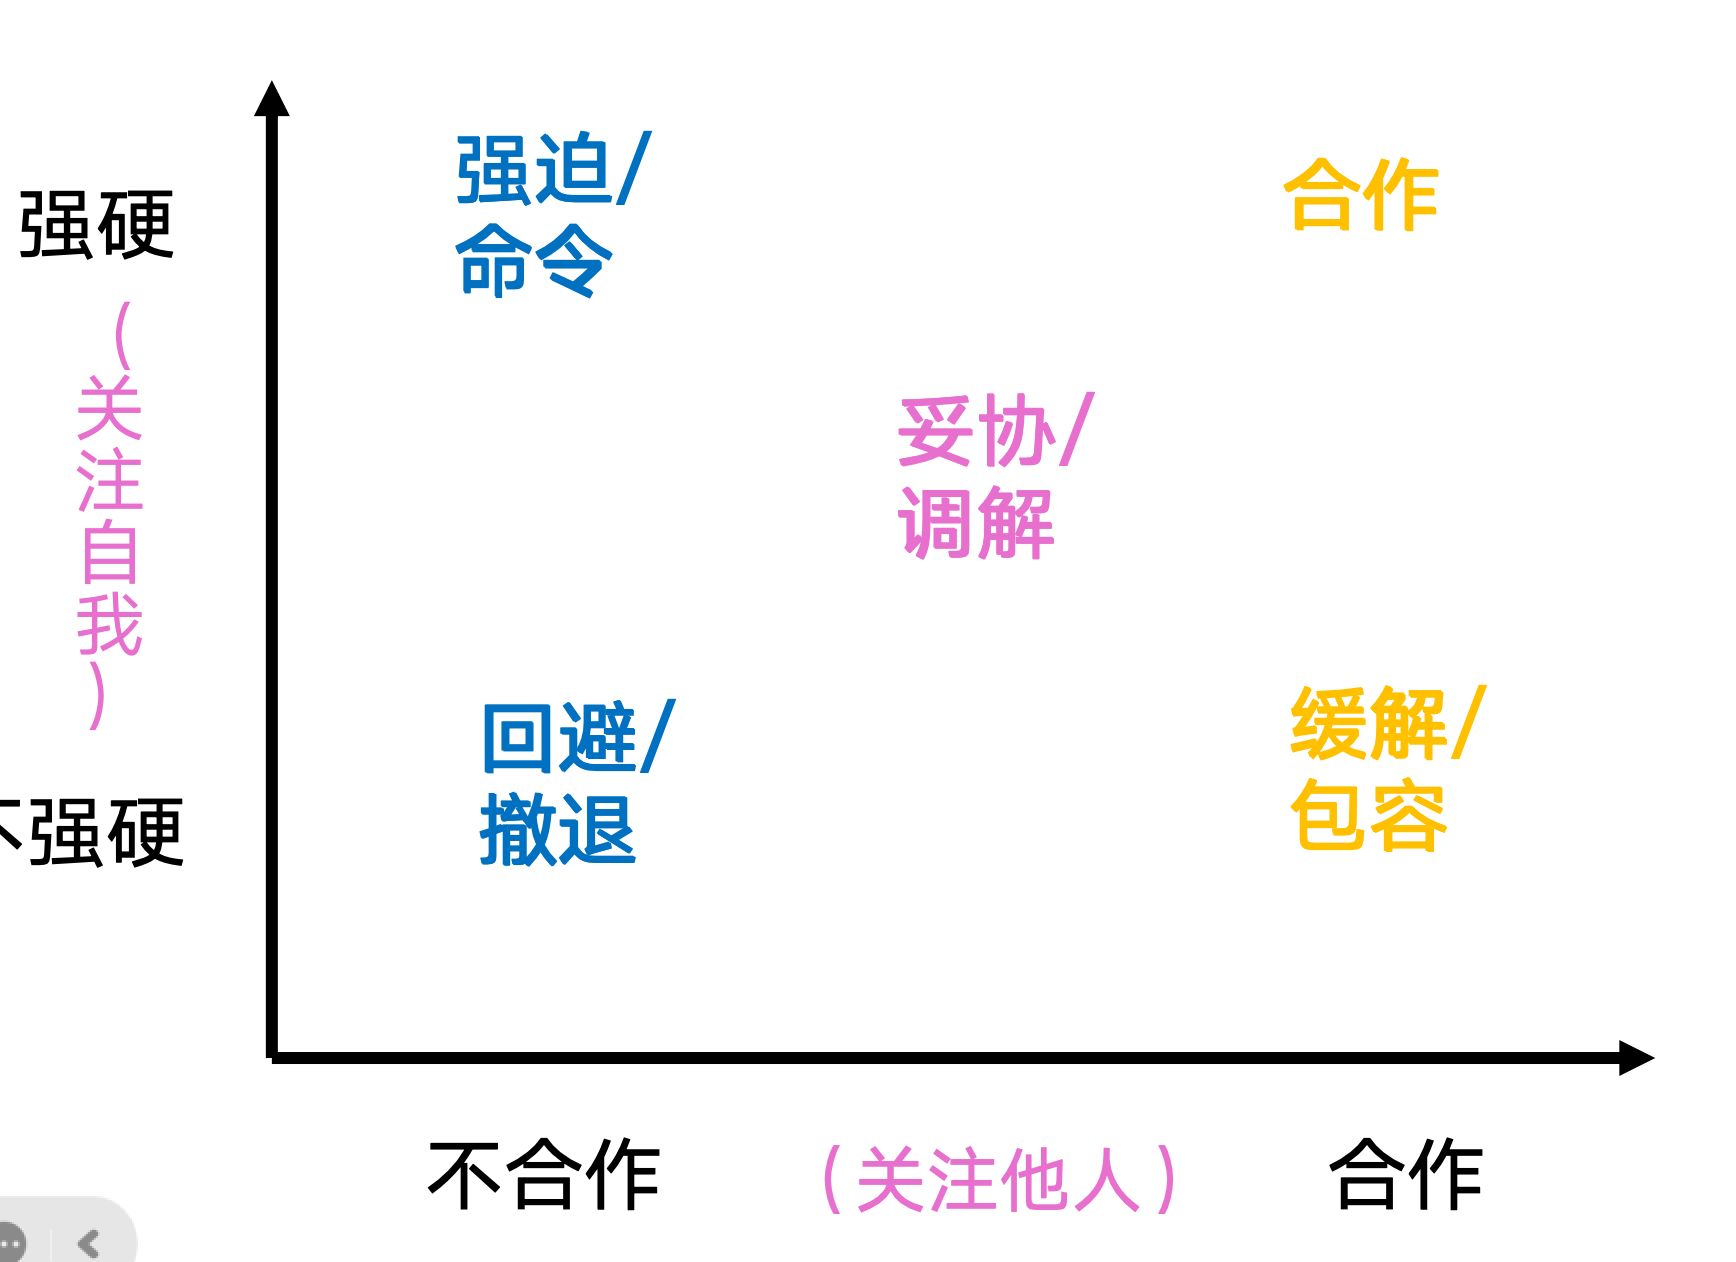 强迫/
命令
合作
强硬
（关注自我）
妥协/
调解
回避/
撤退
缓解/
包容
不强硬
不合作
（关注他人）
合作